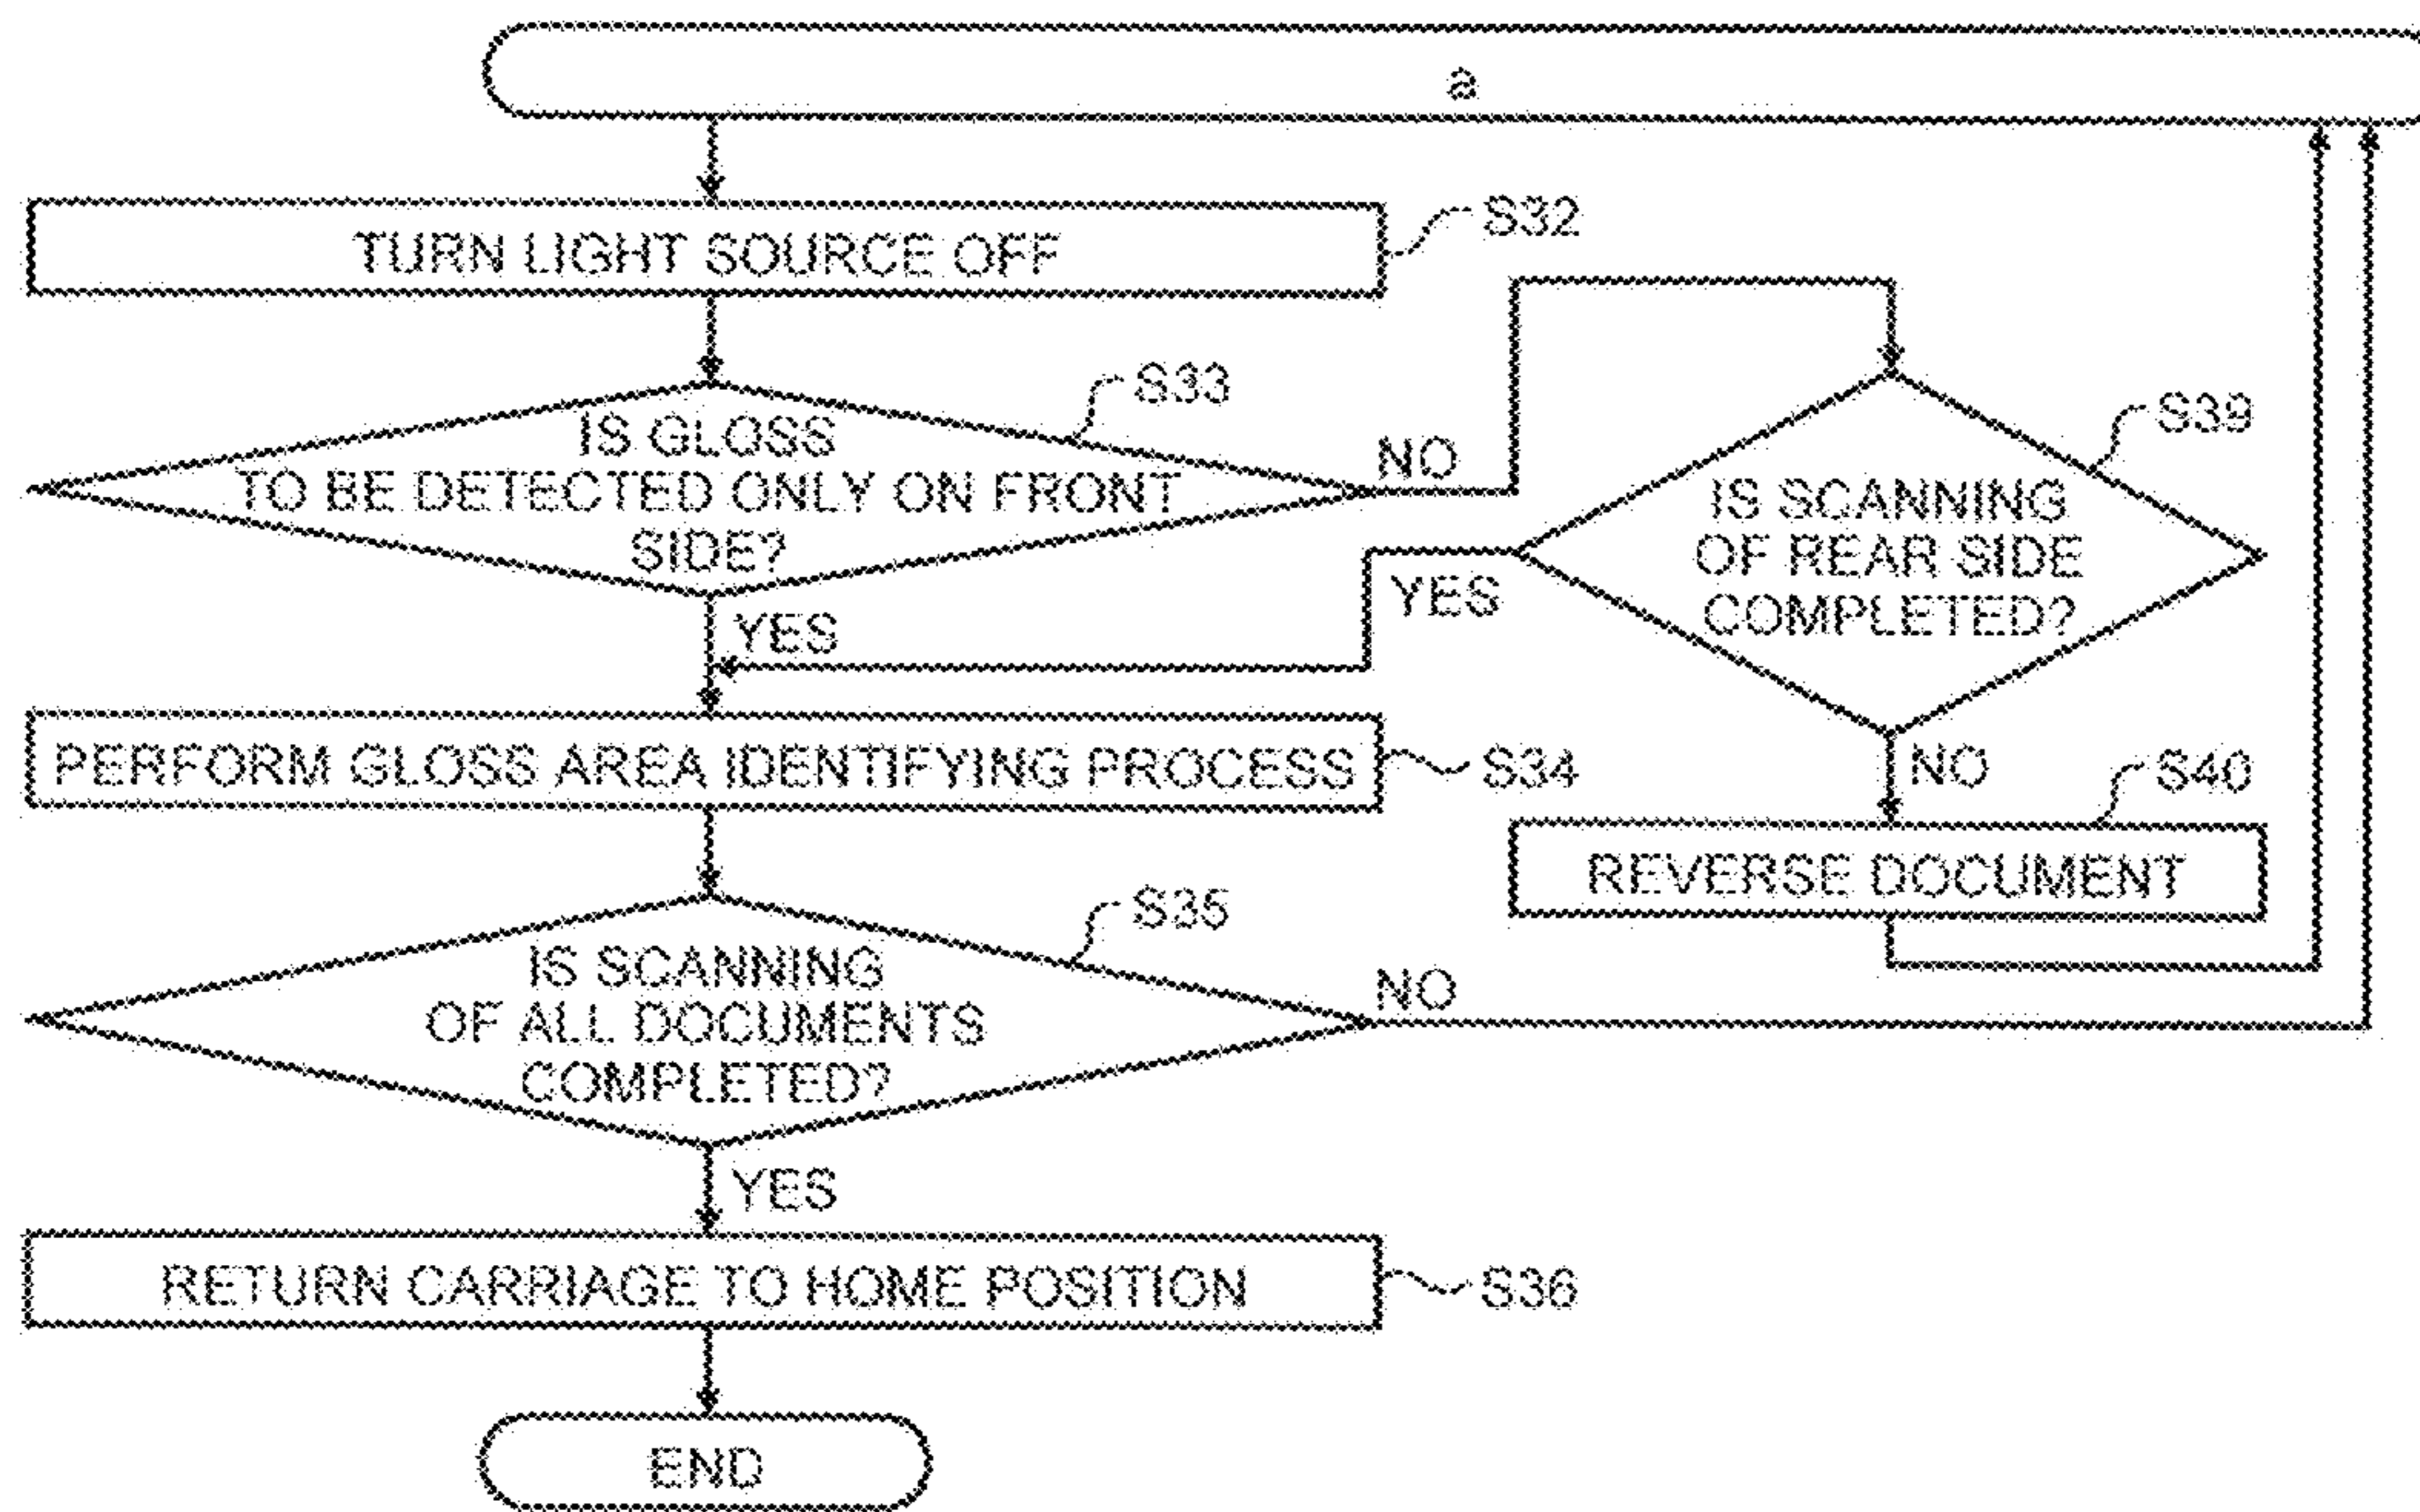 a
TURN LIGHT SOURCE OFF
S32
IS GLOSS
TO BE DETECTED ONLY ON FRONT
SIDE?
S33
NO
YES
IS SCANNING
OF REAR SIDE
COMPLETED?
S39
YES
NO
PERFORM GLOSS AREA IDENTIFYING PROCESS
S34
REVERSE DOCUMENT
S40
IS SCANNING
OF ALL DOCUMENTS
COMPLETED?
S35
NO
YES
RETURN CARRIAGE TO HOME POSITION
S36
END